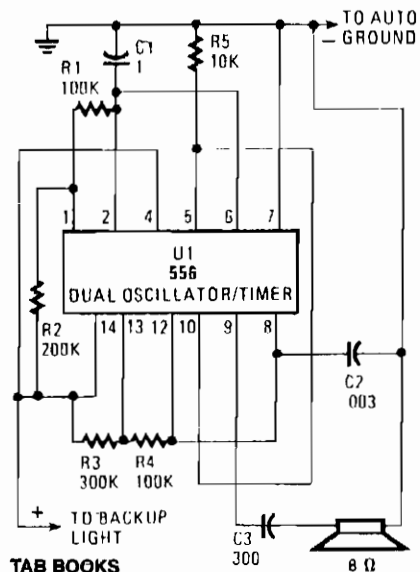 TO AUTO
− GROUND
C1
1
R5
10K
R1
100K
1 2 4 5 6 7
U1
556
DUAL OSCILLATOR/TIMER
14 13 12 10 9 8
R2
200K
C2
003
R3
300K
R4
100K
+
TO BACKUP
LIGHT
C3
300
8 Ω
TAB BOOKS